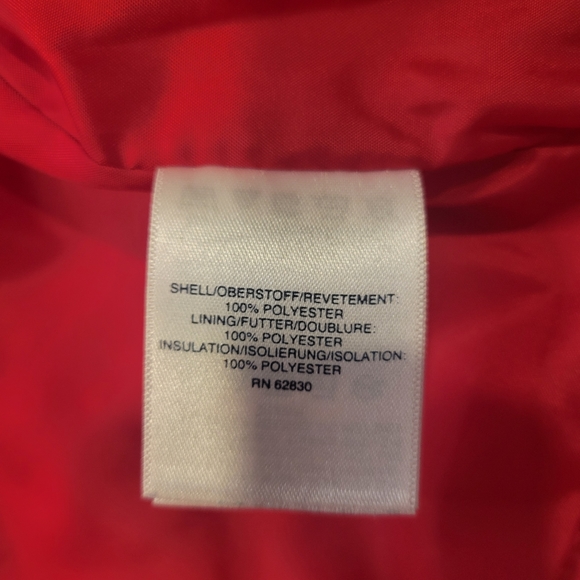 SHELL/OBERSTOFF/REVETEMENT:
100% POLYESTER
LINING/FUTTER/DOUBLURE:
100% POLYESTER
INSULATION/ISOLIERUNG/ISOLATION:
100% POLYESTER
RN 62830